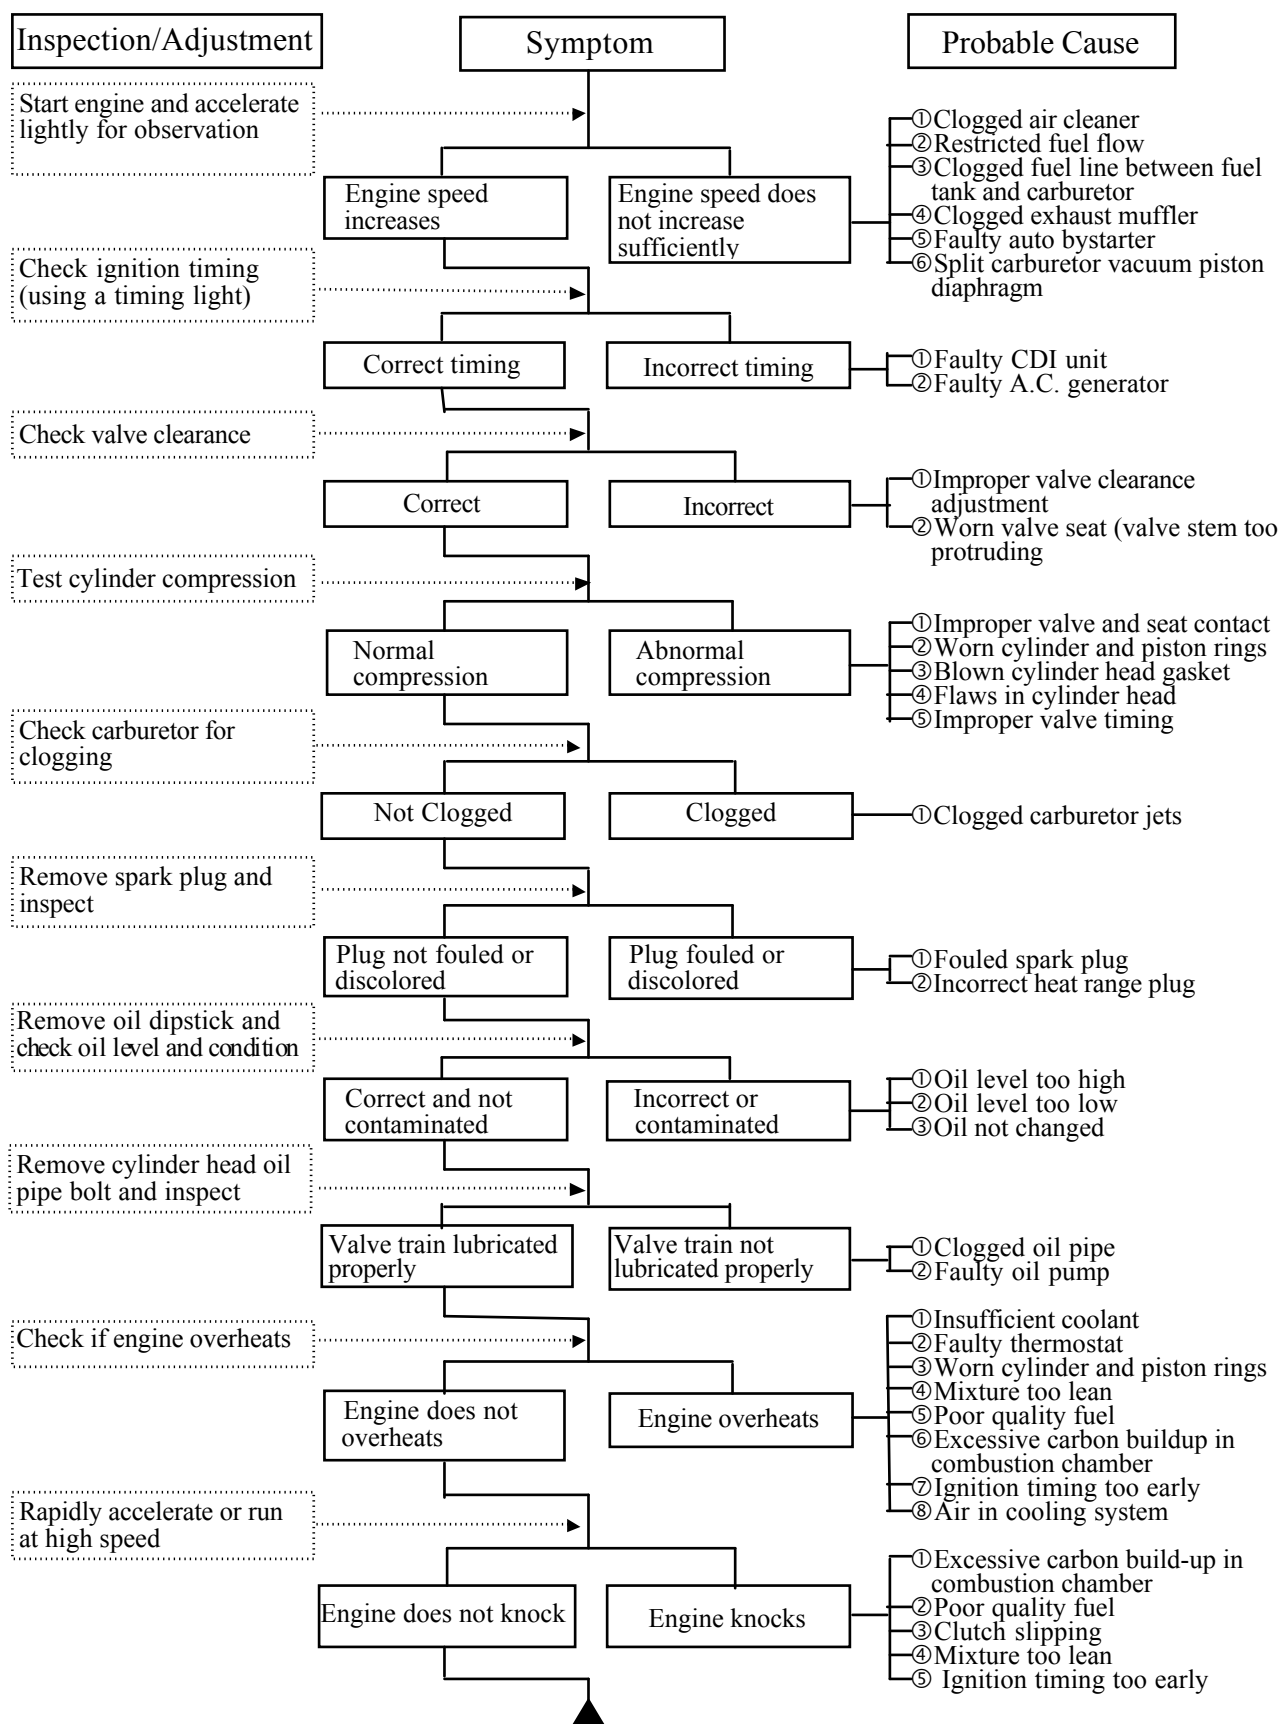 Inspection/Adjustment
Symptom
Probable Cause
Start engine and accelerate
lightly for observation
Engine speed
increases
Engine speed does
not increase
sufficiently
①Clogged air cleaner
②Restricted fuel flow
③Clogged fuel line between fuel
tank and carburetor
④Clogged exhaust muffler
⑤Faulty auto bystarter
⑥Split carburetor vacuum piston
diaphragm
Check ignition timing
(using a timing light)
Correct timing
Incorrect timing
①Faulty CDI unit
②Faulty A.C. generator
Check valve clearance
Correct
Incorrect
①Improper valve clearance
adjustment
②Worn valve seat (valve stem too
protruding
Test cylinder compression
Normal
compression
Abnormal
compression
①Improper valve and seat contact
②Worn cylinder and piston rings
③Blown cylinder head gasket
④Flaws in cylinder head
⑤Improper valve timing
Check carburetor for
clogging
Not Clogged
Clogged
①Clogged carburetor jets
Remove spark plug and
inspect
Plug not fouled or
discolored
Plug fouled or
discolored
①Fouled spark plug
②Incorrect heat range plug
Remove oil dipstick and
check oil level and condition
Correct and not
contaminated
Incorrect or
contaminated
①Oil level too high
②Oil level too low
③Oil not changed
Remove cylinder head oil
pipe bolt and inspect
Valve train lubricated
properly
Valve train not
lubricated properly
①Clogged oil pipe
②Faulty oil pump
Check if engine overheats
Engine does not
overheats
Engine overheats
①Insufficient coolant
②Faulty thermostat
③Worn cylinder and piston rings
④Mixture too lean
⑤Poor quality fuel
⑥Excessive carbon buildup in
combustion chamber
⑦Ignition timing too early
⑧Air in cooling system
Rapidly accelerate or run
at high speed
Engine does not knock
Engine knocks
①Excessive carbon build-up in
combustion chamber
②Poor quality fuel
③Clutch slipping
④Mixture too lean
⑤ Ignition timing too early